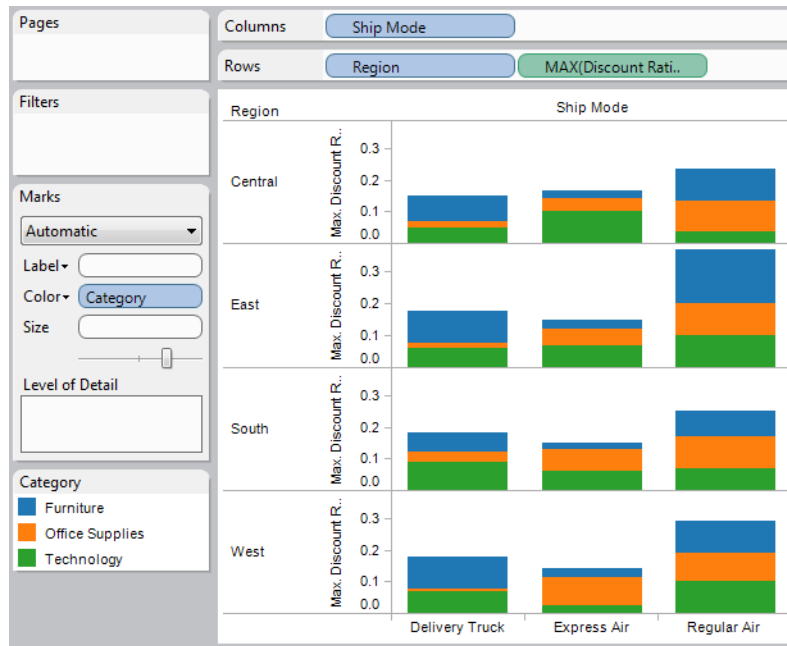 Pages
Columns Ship Mode
Rows Region MAX(Discount Rati..
Filters
Marks
Automatic
Label
Color Category
Size
Level of Detail
Category
Furniture
Office Supplies
Technology
Region Ship Mode
Central
Max. Discount R..
0.3
0.2
0.1
0.0
East
Max. Discount R..
0.3
0.2
0.1
0.0
South
Max. Discount R..
0.3
0.2
0.1
0.0
West
Max. Discount R..
0.3
0.2
0.1
0.0
Delivery Truck Express Air Regular Air